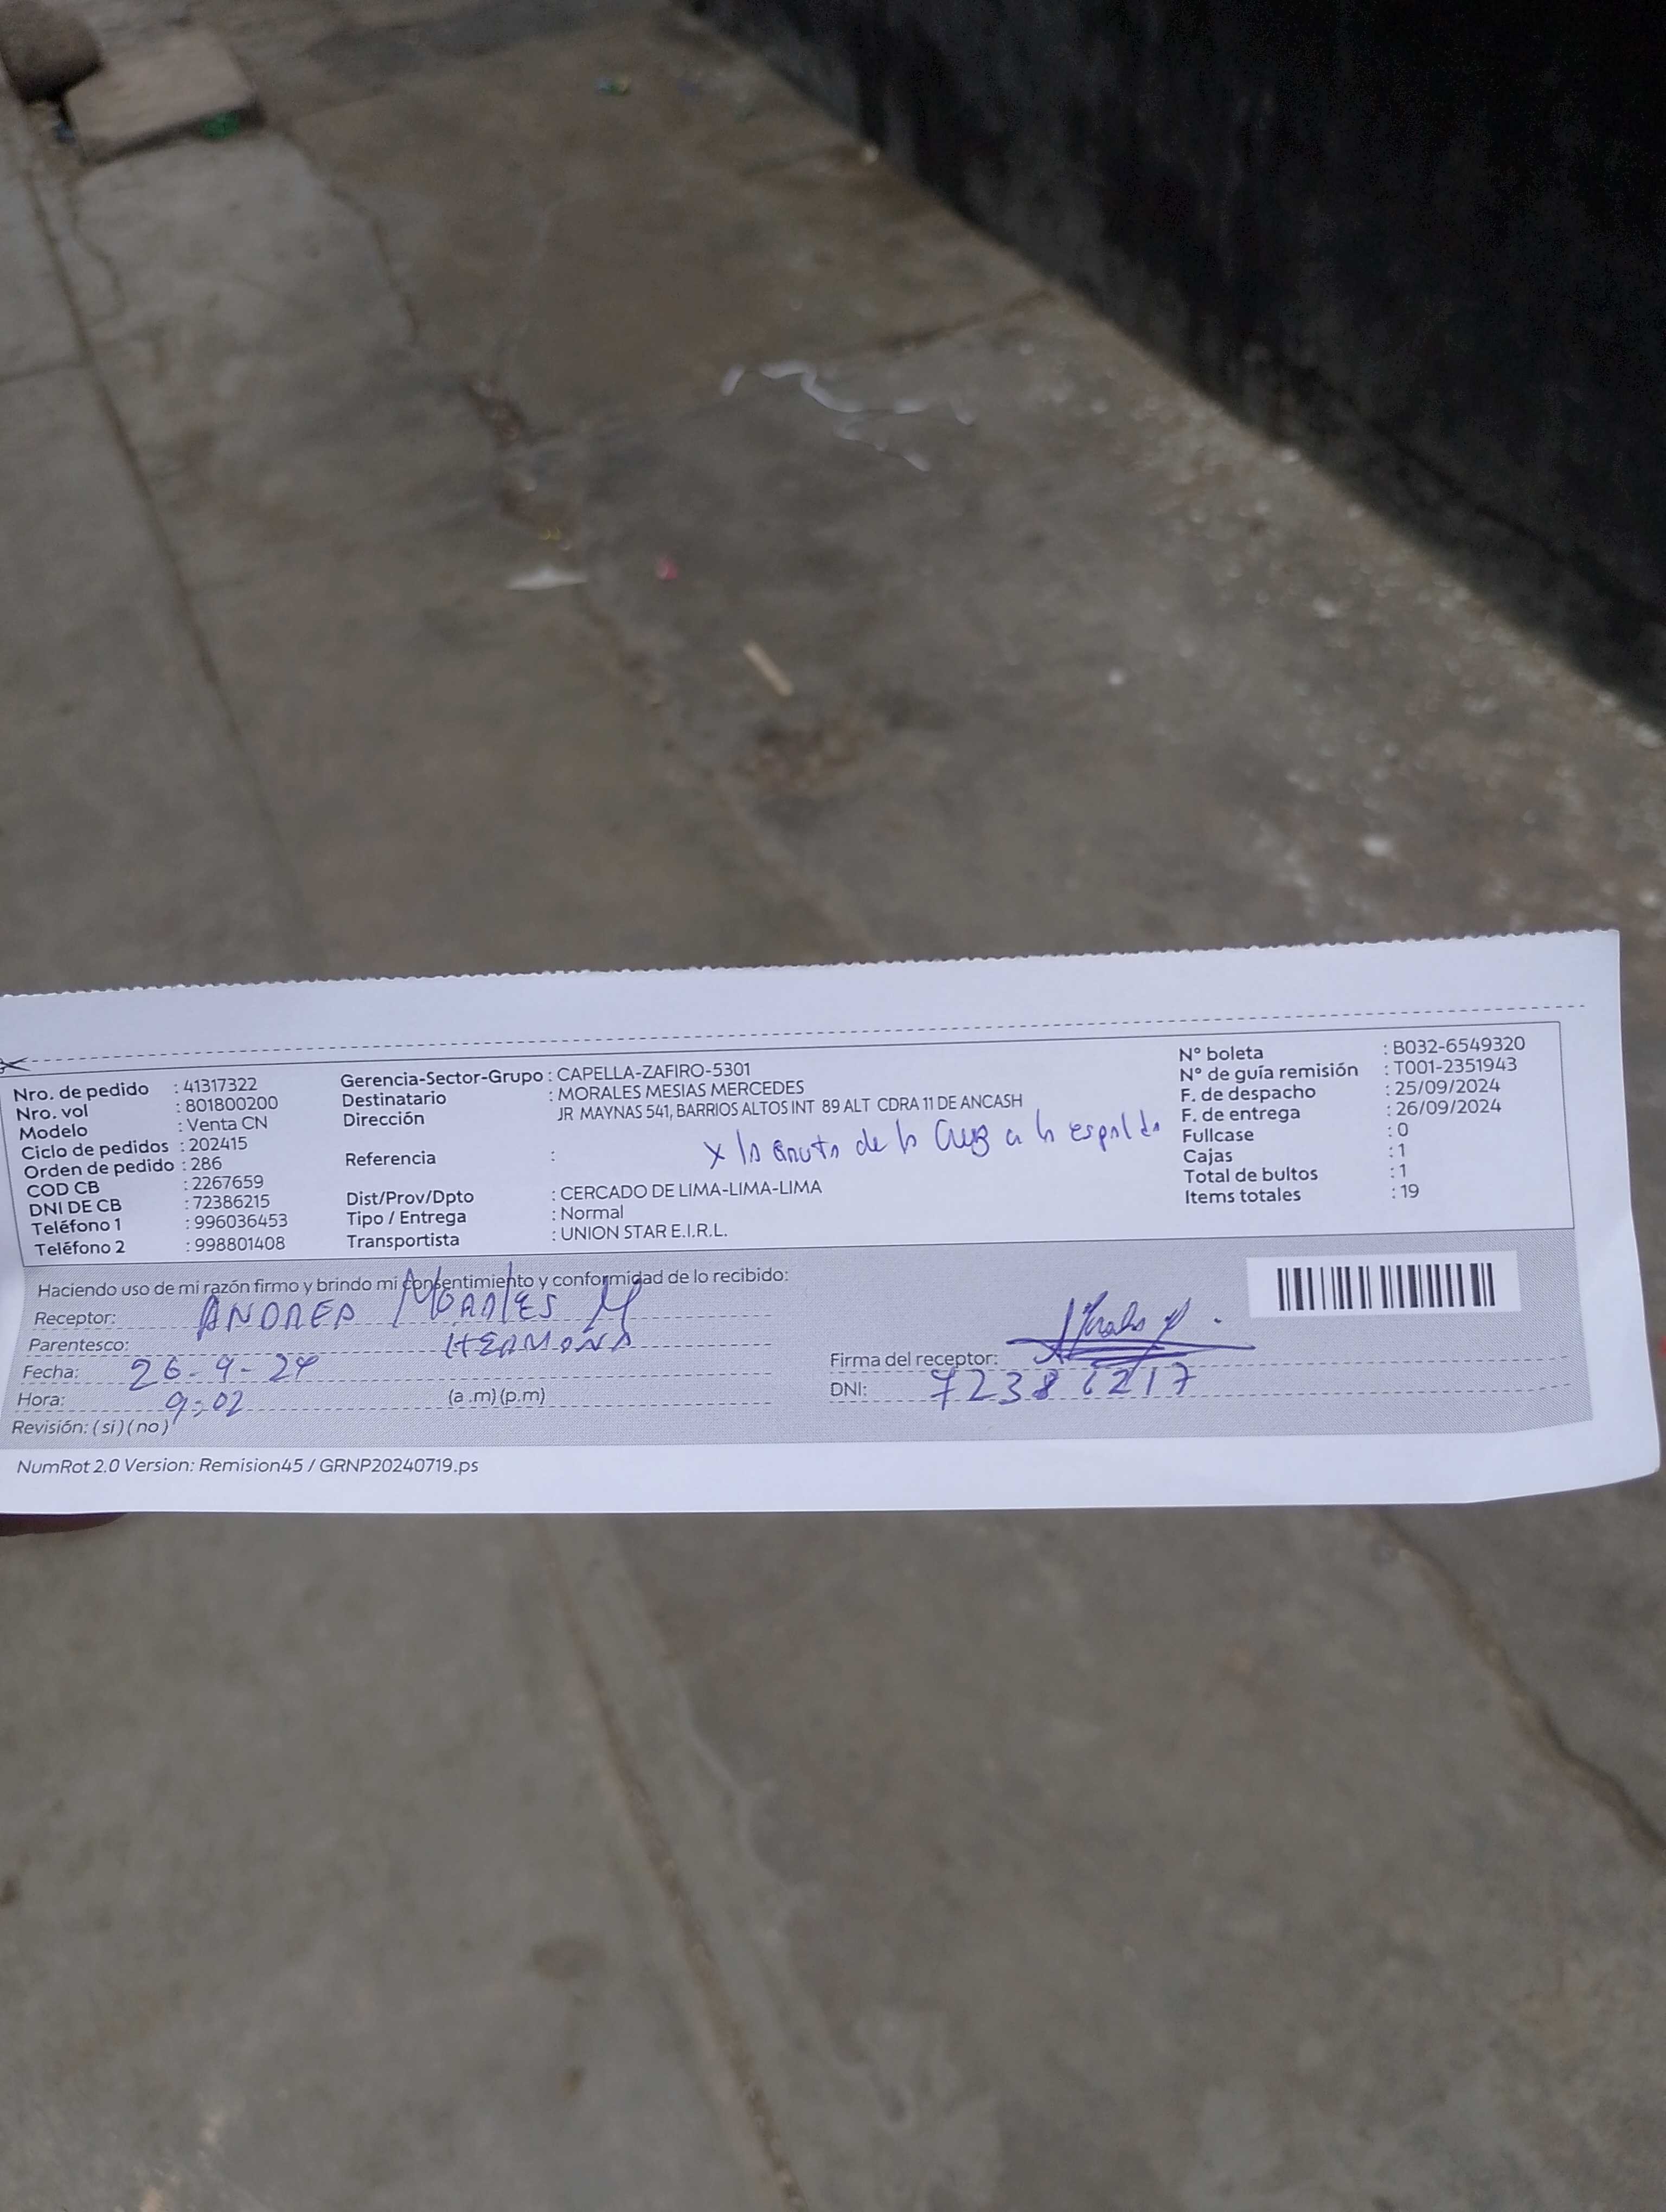 Nro. de pedido : 41317322
Nro. vol : 801800200
Modelo : Venta CN
Ciclo de pedidos : 202415
Orden de pedido : 286
COD CB : 2267659
DNI DE CB : 72386215
Teléfono 1 : 996036453
Teléfono 2 : 998801408
Gerencia-Sector-Grupo : CAPELLA-ZAFIRO-5301
Destinatario : MORALES MESIAS MERCEDES
Dirección JR MAYNAS 541, BARRIOS ALTOS INT 89 ALT CDRA 11 DE ANCASH
x la Gruta de la Cruz a la espalda
Referencia :
Dist/Prov/Dpto : CERCADO DE LIMA-LIMA-LIMA
Tipo / Entrega : Normal
Transportista : UNION STAR E.I.R.L.
N° boleta : B032-6549320
N° de guía remisión : T001-2351943
F. de despacho : 25/09/2024
F. de entrega : 26/09/2024
Fullcase : 0
Cajas : 1
Total de bultos : 1
Items totales : 19
Haciendo uso de mi razón firmo y brindo mi consentimiento y conformidad de lo recibido:
Receptor: ANDREA MORALES M
Parentesco: HERMANA
Fecha: 26-9-24
Hora: 9:02 (a .m) (p.m)
Revisión: ( si ) ( no )
Firma del receptor:
DNI: 72386217
NumRot 2.0 Version: Remision45 / GRNP20240719.ps